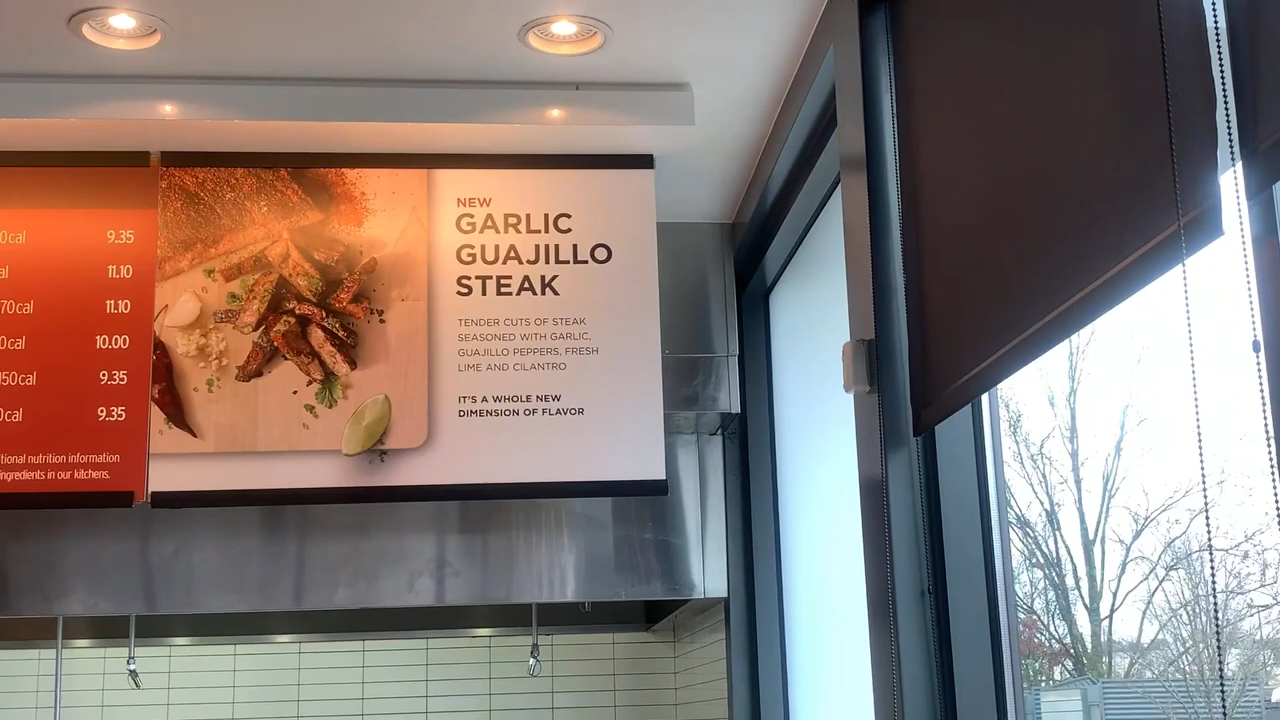 0cal 9.35
al 11.10
70cal 11.10
0cal 10.00
150cal 9.35
0cal 9.35
tional nutrition information
ingredients in our kitchens.
NEW
GARLIC
GUAJILLO
STEAK
TENDER CUTS OF STEAK
SEASONED WITH GARLIC,
GUAJILLO PEPPERS, FRESH
LIME AND CILANTRO
IT'S A WHOLE NEW
DIMENSION OF FLAVOR